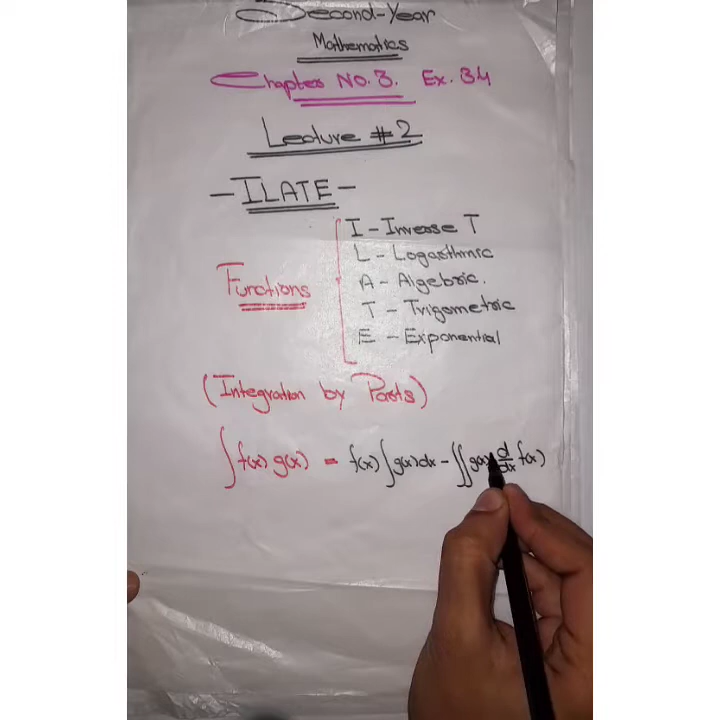 Second-Year
Mathematics
Chapter No.3. Ex. 3.4
Lecture #2
- ILATE -
Functions
I - Inverse T
L - Logarithmic
A - Algebric.
T - Trigometric
E - Exponential
(Integration by Parts)
∫ f(x) g(x) = f(x) ∫ g(x) dx - ∫∫ g(x) d/dx f(x)